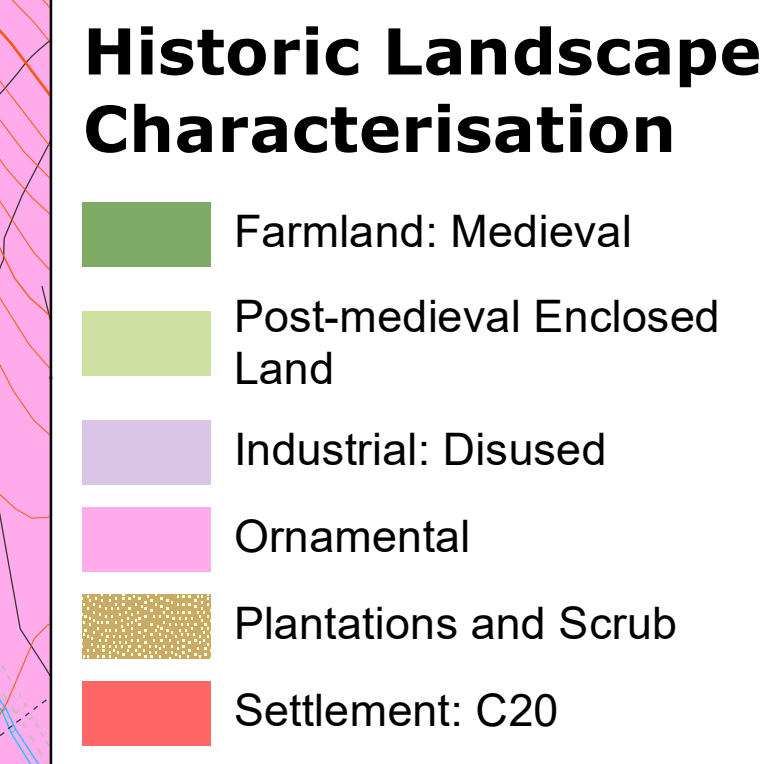 Historic Landscape
Characterisation
Farmland: Medieval
Post-medieval Enclosed
Land
Industrial: Disused
Ornamental
Plantations and Scrub
Settlement: C20